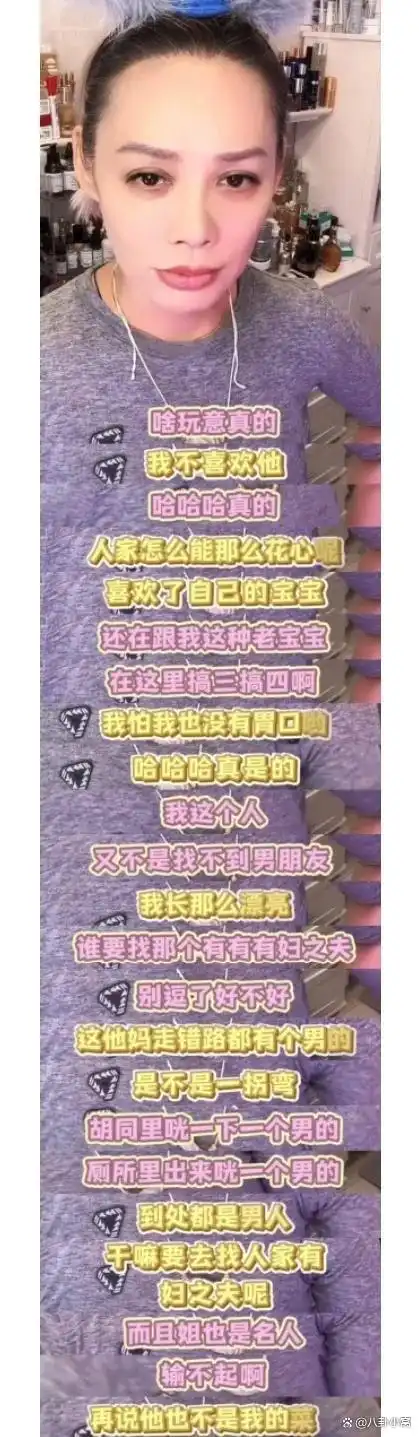 啥玩意真的
我不喜欢他
哈哈哈真的
人家怎么能那么花心呢
喜欢了自己的宝宝
还在跟我这种老宝宝
在这里搞三搞四啊
我怕我也没有胃口哟
哈哈哈真是的
我这个人
又不是找不到男朋友
我长那么漂亮
谁要找那个有有有妇之夫
别逗了好不好
这他妈走错路都有个男的
是不是一拐弯
胡同里咣一下一个男的
厕所里出来咣一个男的
到处都是男人
干嘛要去找人家有
妇之夫呢
而且姐也是名人
输不起啊
再说他也不是我的菜
@八卦小窝